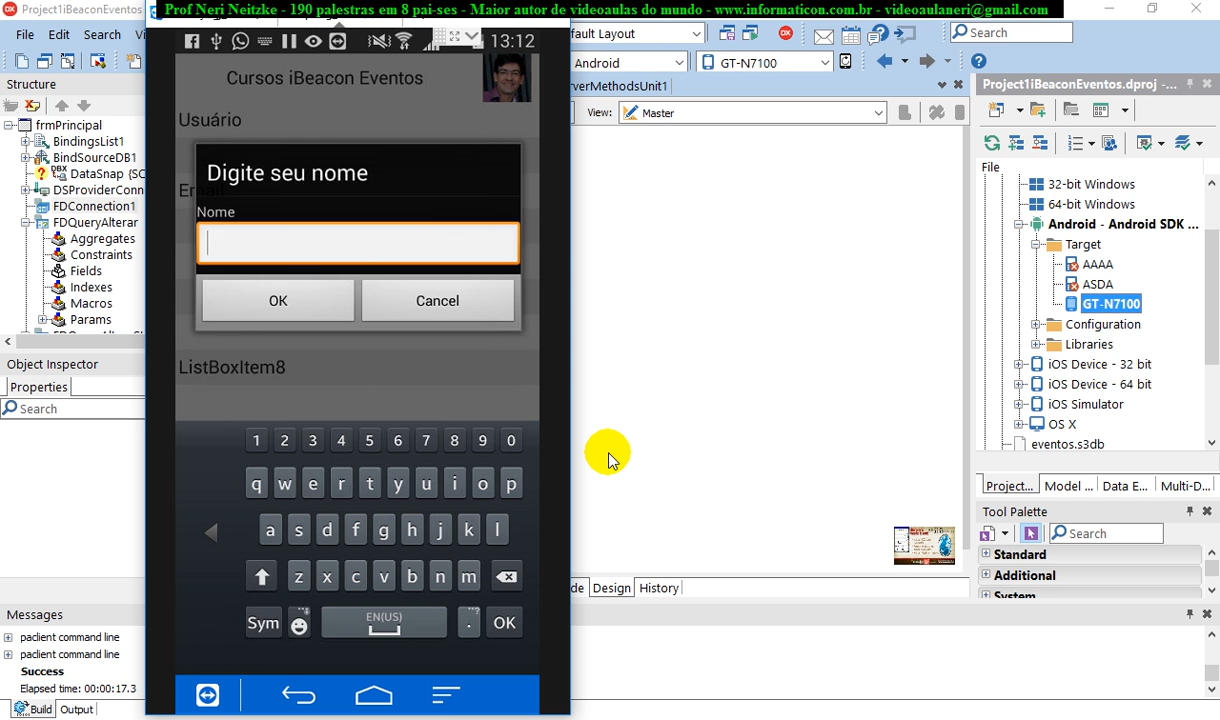 Prof Neri Neitzke - 190 palestras em 8 pai-ses - Maior autor de videoaulas do mundo - www.informaticon.com.br - videoaulaneri@gmail.com
Project1iBeaconEventos
File Edit Search
efault Layout
Search
Android
GT-N7100
Structure
frmPrincipal
BindingsList1
BindSourceDB1
DataSnap {SC
DSProviderConn
FDConnection1
FDQueryAlterar
Aggregates
Constraints
Fields
Indexes
Macros
Params
Object Inspector
Properties
Search
Messages
paclient command line
paclient command line
Success
Elapsed time: 00:00:17.3
Build Output
13:12
Cursos iBeacon Eventos
Usuário
Email
Digite seu nome
Nome
OK Cancel
ListBoxItem8
1 2 3 4 5 6 7 8 9 0
q w e r t y u i o p
a s d f g h j k l
z x c v b n m
Sym EN(US) . OK
rverMethodsUnit1
View: Master
de Design History
Project1iBeaconEventos.dproj -...
File
32-bit Windows
64-bit Windows
Android - Android SDK ...
Target
AAAA
ASDA
GT-N7100
Configuration
Libraries
iOS Device - 32 bit
iOS Device - 64 bit
iOS Simulator
OS X
eventos.s3db
Project... Model ... Data E... Multi-D...
Tool Palette
Search
Standard
Additional
System